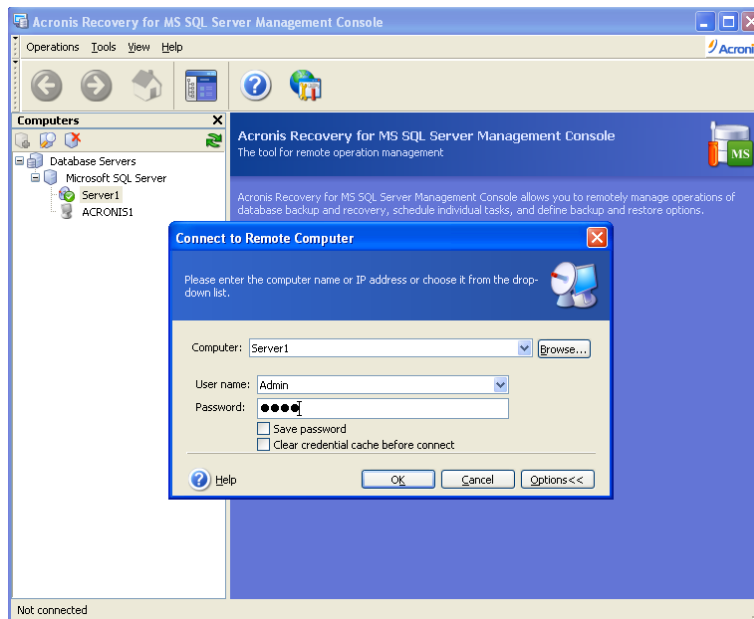 Acronis Recovery for MS SQL Server Management Console
Operations Tools View Help
Acroni
Computers
Acronis Recovery for MS SQL Server Management Console
The tool for remote operation management
MS
Database Servers
Microsoft SQL Server
Server1
ACRONIS1
Acronis Recovery for MS SQL Server Management Console allows you to remotely manage operations of
database backup and recovery, schedule individual tasks, and define backup and restore options.
Connect to Remote Computer
Please enter the computer name or IP address or choose it from the drop-
down list.
Computer: Server1 Browse...
User name: Admin
Password: ●●●●
Save password
Clear credential cache before connect
Help OK Cancel Options<<
Not connected